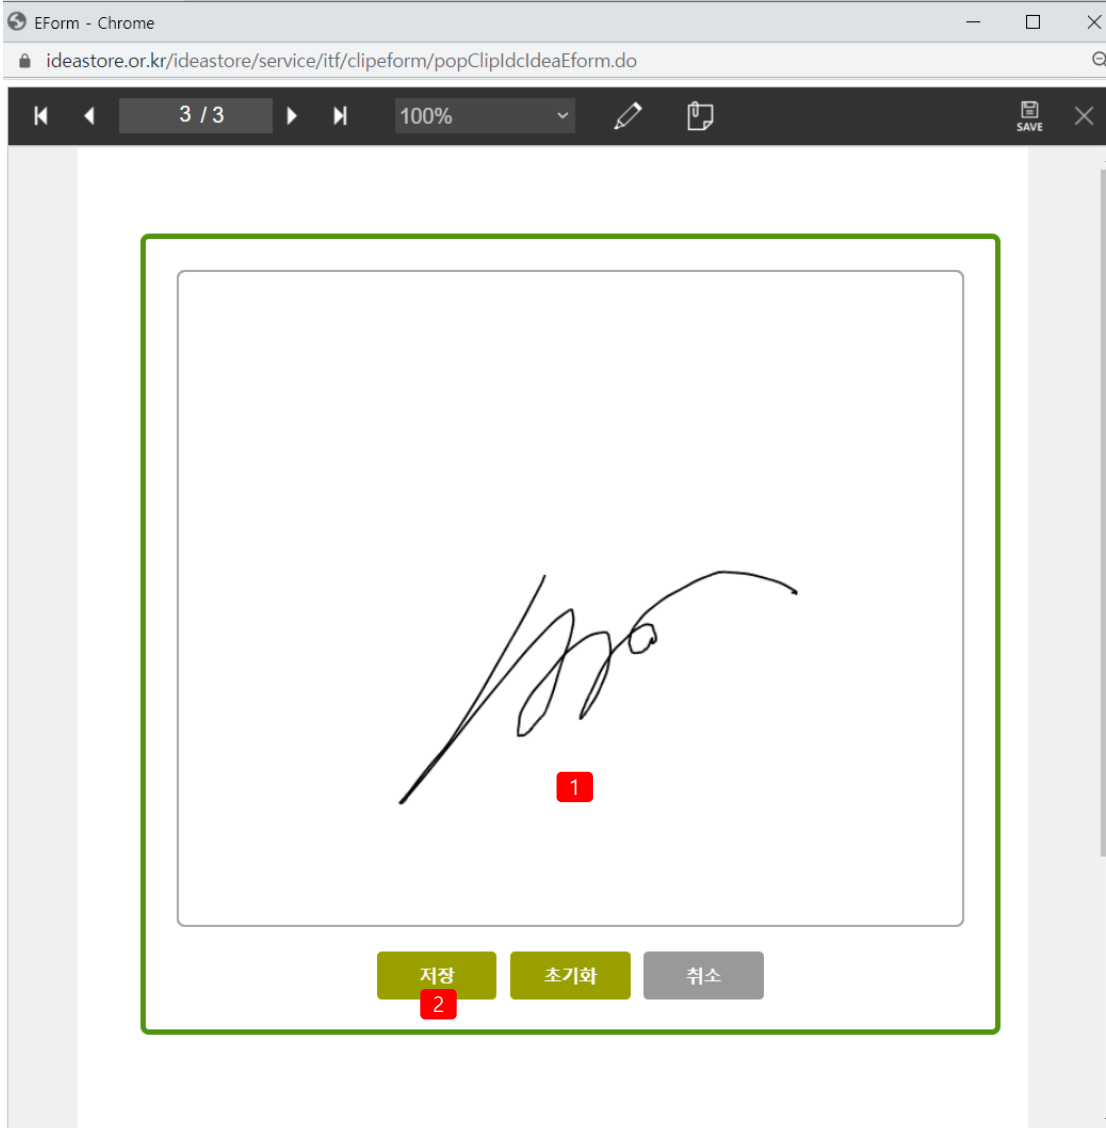 EForm - Chrome
ideastore.or.kr/ideastore/service/itf/clipeform/popClipIdcIdeaEform.do
3 / 3
100%
SAVE
1
저장
초기화
취소
2